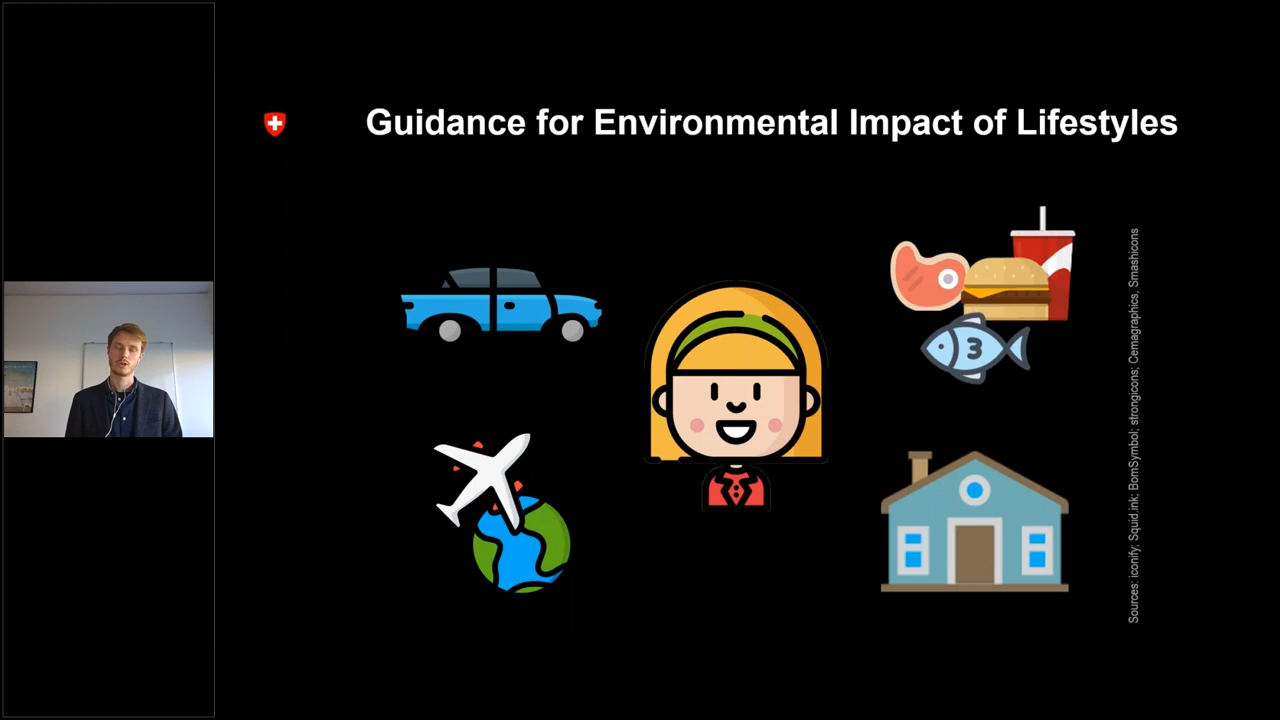 Guidance for Environmental Impact of Lifestyles
3
Sources: iconify; Squid.ink; BomSymbol; strongicons; Cemagraphics, Smashicons